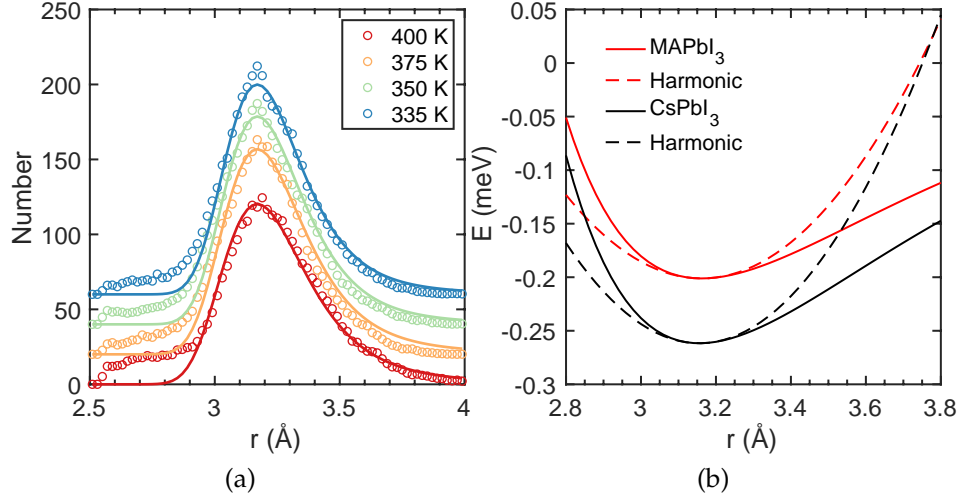 250
200
150
100
50
0
Number
2.5
3
3.5
4
r (Å)
400 K
375 K
350 K
335 K
(a)
0.05
0
-0.05
-0.1
-0.15
-0.2
-0.25
-0.3
E (meV)
2.8
3
3.2
3.4
3.6
3.8
r (Å)
MAPbI₃
Harmonic
CsPbI₃
Harmonic
(b)